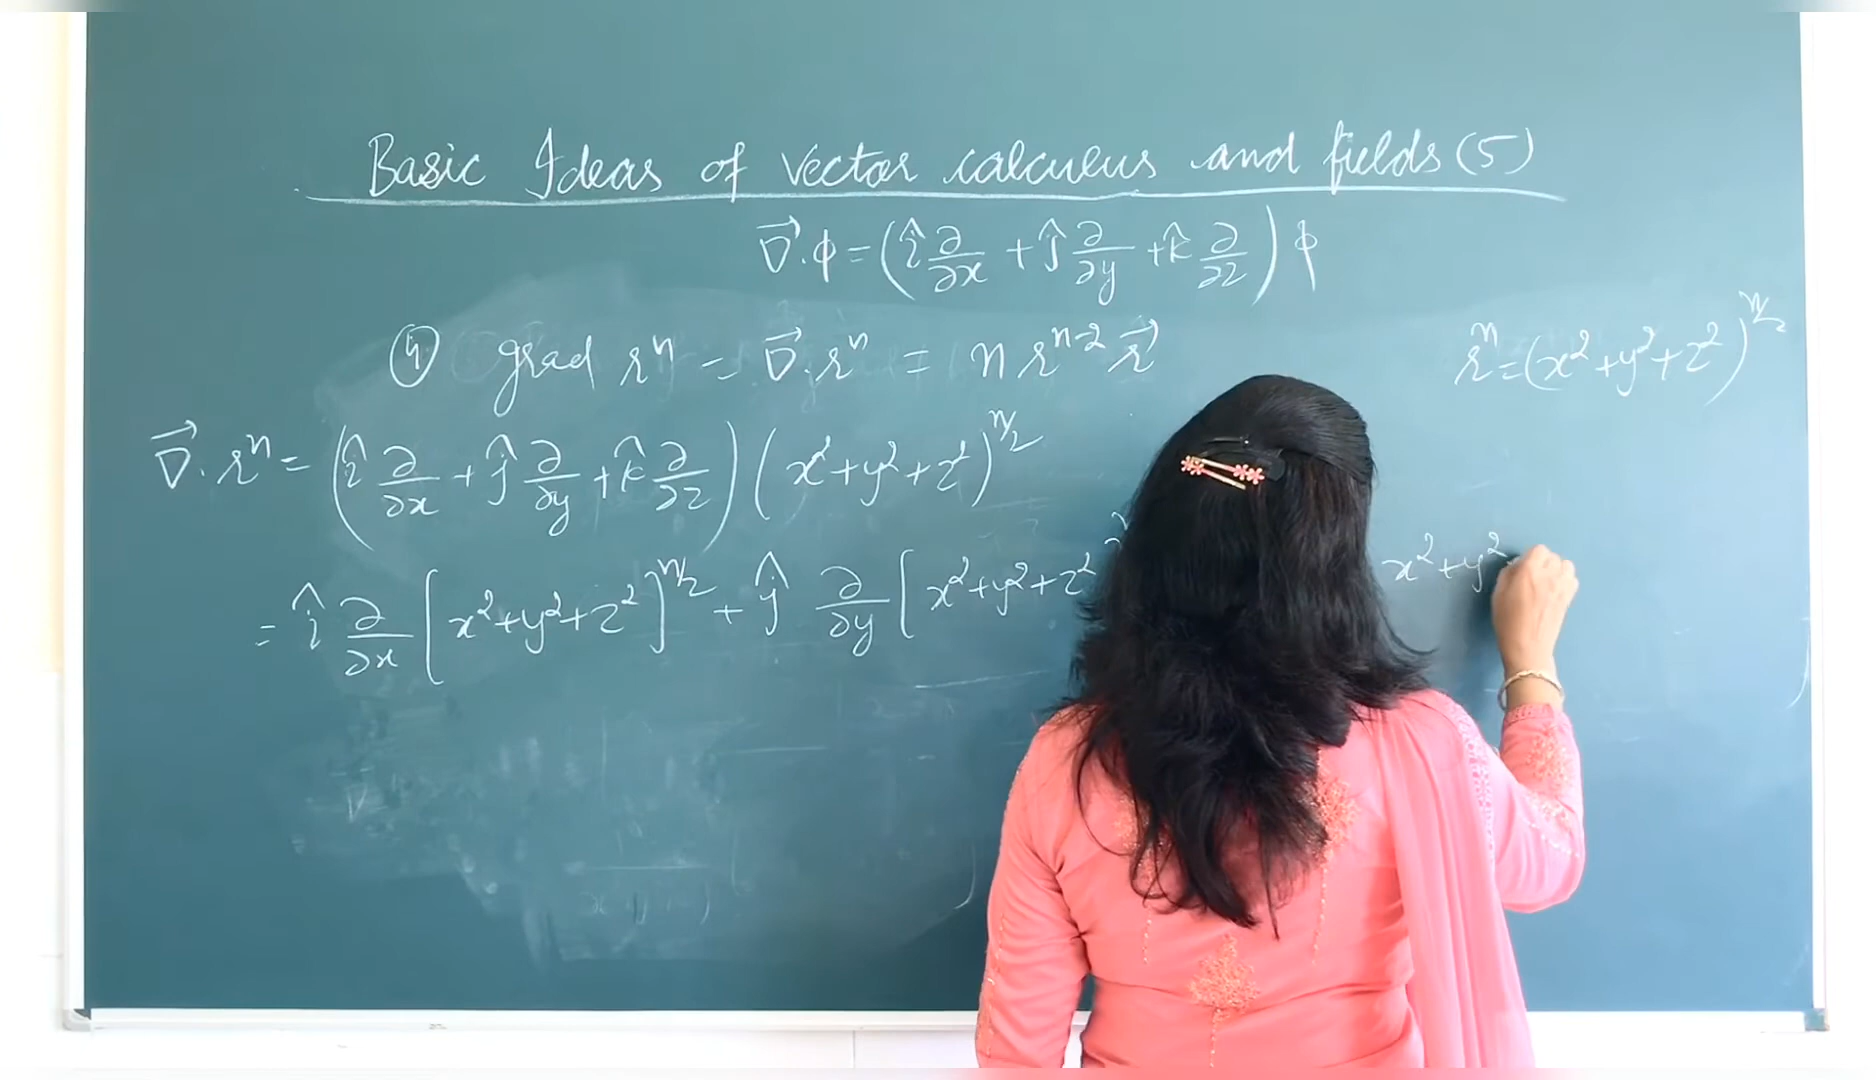 Basic Ideas of vector calculus and fields (5)
∇⃗.ϕ = (î ∂/∂x + ĵ ∂/∂y + k̂ ∂/∂z) ϕ
④ grad rⁿ = ∇⃗.rⁿ = n rⁿ⁻² r⃗
rⁿ = (x² + y² + z²)^n/2
∇⃗.rⁿ = (î ∂/∂x + ĵ ∂/∂y + k̂ ∂/∂z) (x² + y² + z²)^n/2
= î ∂/∂x [x² + y² + z²]^n/2 + ĵ ∂/∂y [x² + y² + z² x² + y²